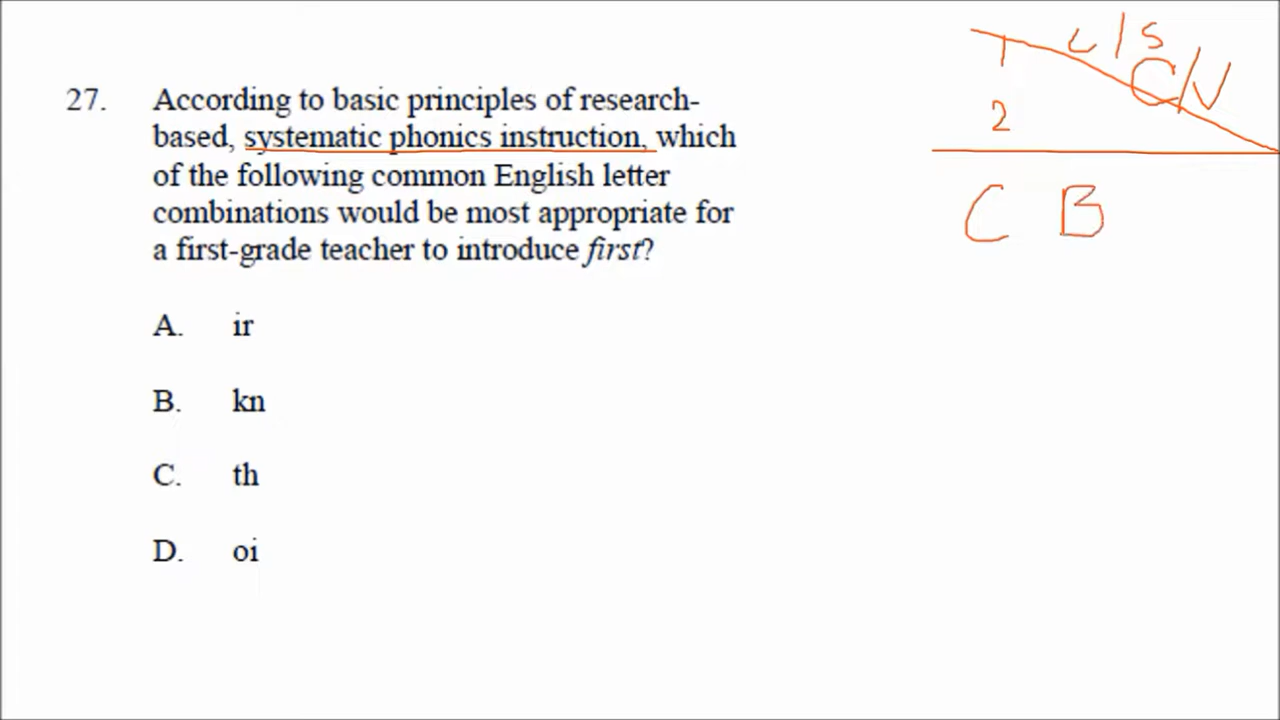 27. According to basic principles of research-
based, systematic phonics instruction, which
of the following common English letter
combinations would be most appropriate for
a first-grade teacher to introduce first?
A. ir
B. kn
C. th
D. oi
1 L/S
C/V
2
C B